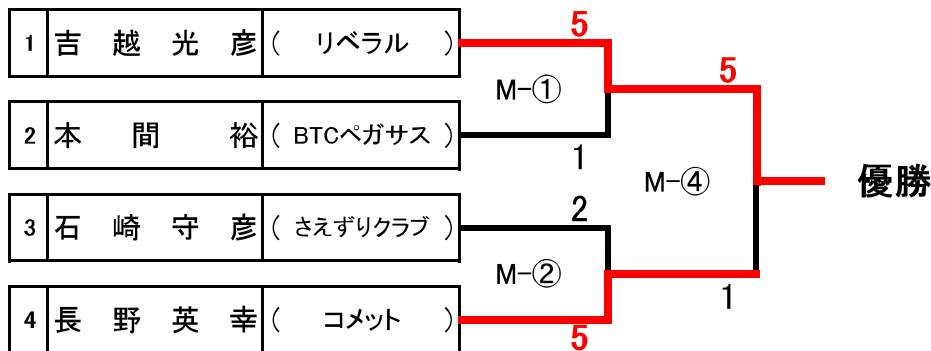 1 吉越光彦 ( リベラル ) 5
5
M-①
2 本間裕 ( BTCペガサス ) 1
M-④
優勝
3 石崎守彦 ( さえずりクラブ ) 2
M-②
1
4 長野英幸 ( コメット ) 5